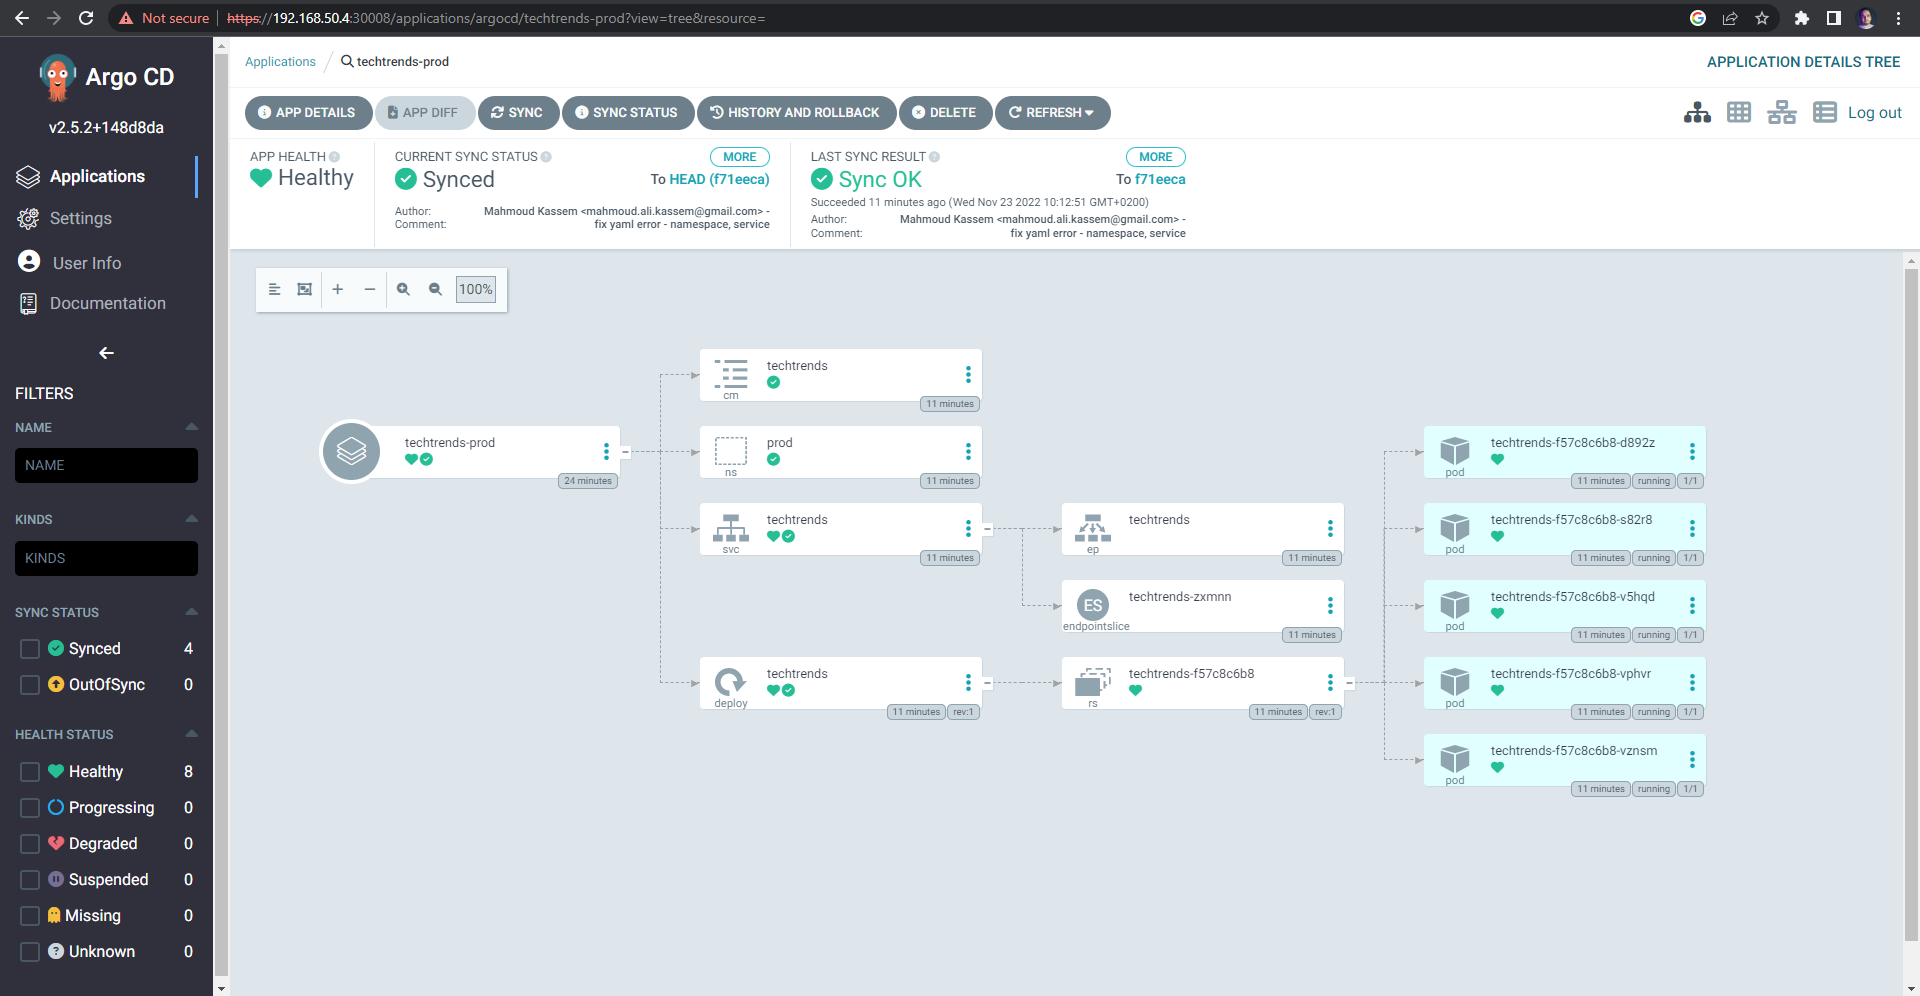 Not secure https://192.168.50.4:30008/applications/argocd/techtrends-prod?view=tree&resource=
Argo CD
v2.5.2+148d8da
Applications
Settings
User Info
Documentation
FILTERS
NAME
NAME
KINDS
KINDS
SYNC STATUS
Synced 4
OutOfSync 0
HEALTH STATUS
Healthy 8
Progressing 0
Degraded 0
Suspended 0
Missing 0
Unknown 0
Applications / techtrends-prod
APPLICATION DETAILS TREE
APP DETAILS APP DIFF SYNC SYNC STATUS HISTORY AND ROLLBACK DELETE REFRESH
Log out
APP HEALTH
Healthy
CURRENT SYNC STATUS MORE
Synced To HEAD (f71eeca)
Author: Mahmoud Kassem <mahmoud.ali.kassem@gmail.com> -
Comment: fix yaml error - namespace, service
LAST SYNC RESULT MORE
Sync OK To f71eeca
Succeeded 11 minutes ago (Wed Nov 23 2022 10:12:51 GMT+0200)
Author: Mahmoud Kassem <mahmoud.ali.kassem@gmail.com> -
Comment: fix yaml error - namespace, service
100%
techtrends-prod
24 minutes
techtrends
cm
11 minutes
prod
ns
11 minutes
techtrends
svc
11 minutes
techtrends
deploy
11 minutes rev:1
techtrends
ep
11 minutes
ES
techtrends-zxmnn
endpointslice
11 minutes
techtrends-f57c8c6b8
rs
11 minutes rev:1
techtrends-f57c8c6b8-d892z
pod
11 minutes running 1/1
techtrends-f57c8c6b8-s82r8
pod
11 minutes running 1/1
techtrends-f57c8c6b8-v5hqd
pod
11 minutes running 1/1
techtrends-f57c8c6b8-vphvr
pod
11 minutes running 1/1
techtrends-f57c8c6b8-vznsm
pod
11 minutes running 1/1